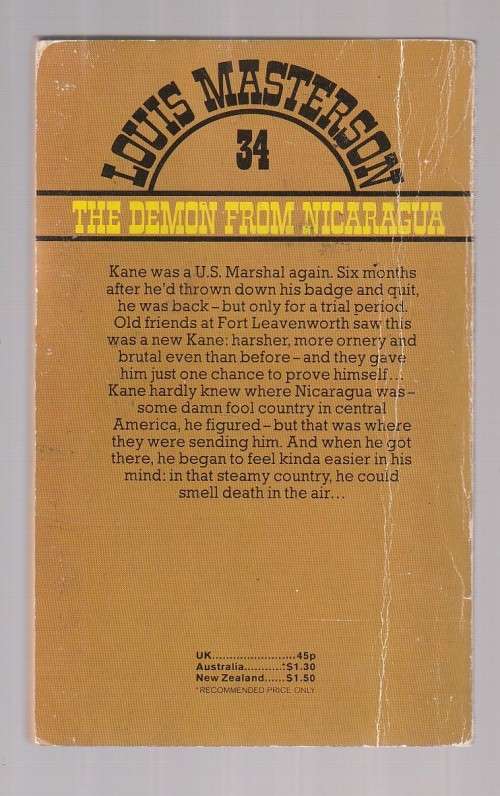 LOUIS MASTERSON
34
THE DEMON FROM NICARAGUA
Kane was a U.S. Marshal again. Six months
after he'd thrown down his badge and quit,
he was back – but only for a trial period.
Old friends at Fort Leavenworth saw this
was a new Kane: harsher, more ornery and
brutal even than before – and they gave
him just one chance to prove himself...
Kane hardly knew where Nicaragua was –
some damn fool country in central
America, he figured – but that was where
they were sending him. And when he got
there, he began to feel kinda easier in his
mind: in that steamy country, he could
smell death in the air...
UK........................45p
Australia...........*$1.30
New Zealand......$1.50
*RECOMMENDED PRICE ONLY